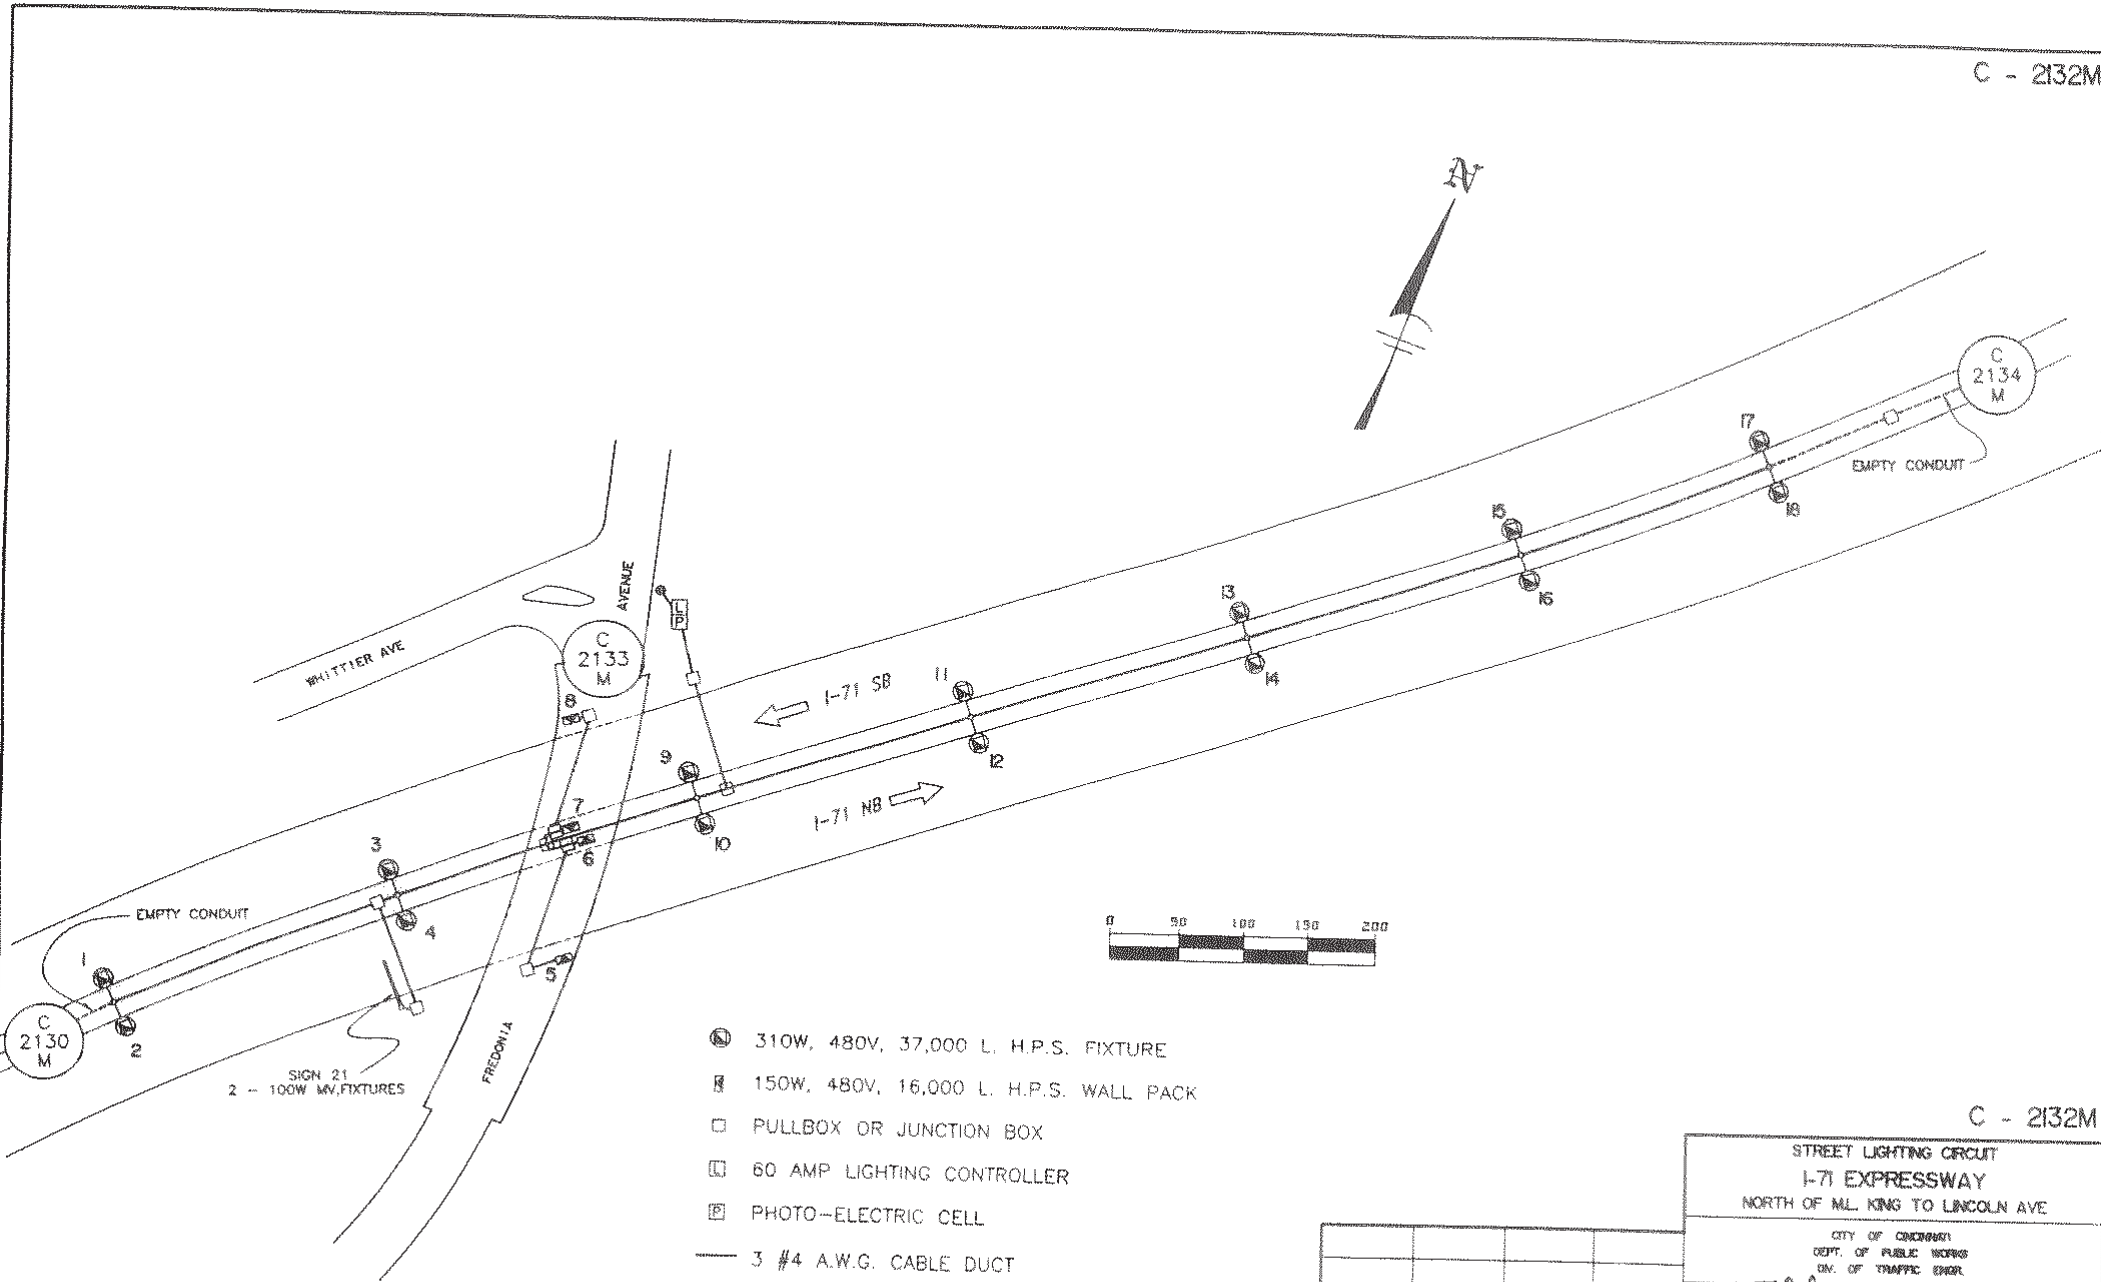 C - 2132M
N
C
2134
M
17
EMPTY CONDUIT
18
15
16
13
14
11
12
AVENUE
WHITTIER AVE
L
P
C
2133
M
8
I-71 SB
9
7
6
10
I-71 NB
3
4
EMPTY CONDUIT
1
2
5
C
2130
M
SIGN 21
2 - 100W MV,FIXTURES
FREDONIA
0 50 100 150 200
310W, 480V, 37,000 L. H.P.S. FIXTURE
150W, 480V, 16,000 L. H.P.S. WALL PACK
PULLBOX OR JUNCTION BOX
L 60 AMP LIGHTING CONTROLLER
P PHOTO-ELECTRIC CELL
3 #4 A.W.G. CABLE DUCT
C - 2132M
STREET LIGHTING CIRCUIT
I-71 EXPRESSWAY
NORTH OF M.L. KING TO LINCOLN AVE
CITY OF CINCINNATI
DEPT. OF PUBLIC WORKS
DIV. OF TRAFFIC ENGR.